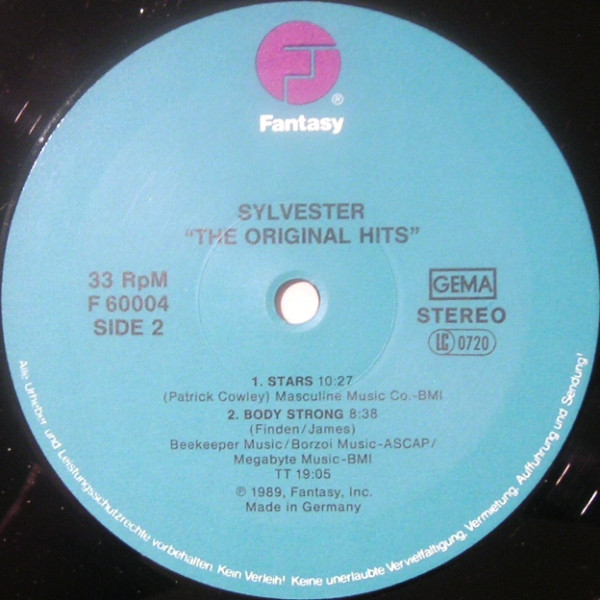 F
®
Fantasy
SYLVESTER
"THE ORIGINAL HITS"
33 RpM
F 60004
SIDE 2
GEMA
STEREO
LC 0720
1. STARS 10:27
(Patrick Cowley) Masculine Music Co.-BMI
2. BODY STRONG 8:38
(Finden/James)
Beekeeper Music/Borzoi Music-ASCAP/
Megabyte Music-BMI
TT 19:05
℗ 1989, Fantasy, Inc.
Made in Germany
Alle Urheber und Leistungsschutzrechte vorbehalten. Kein Verleih! Keine unerlaubte Vervielfältigung, Vermietung, Aufführung und Sendung!